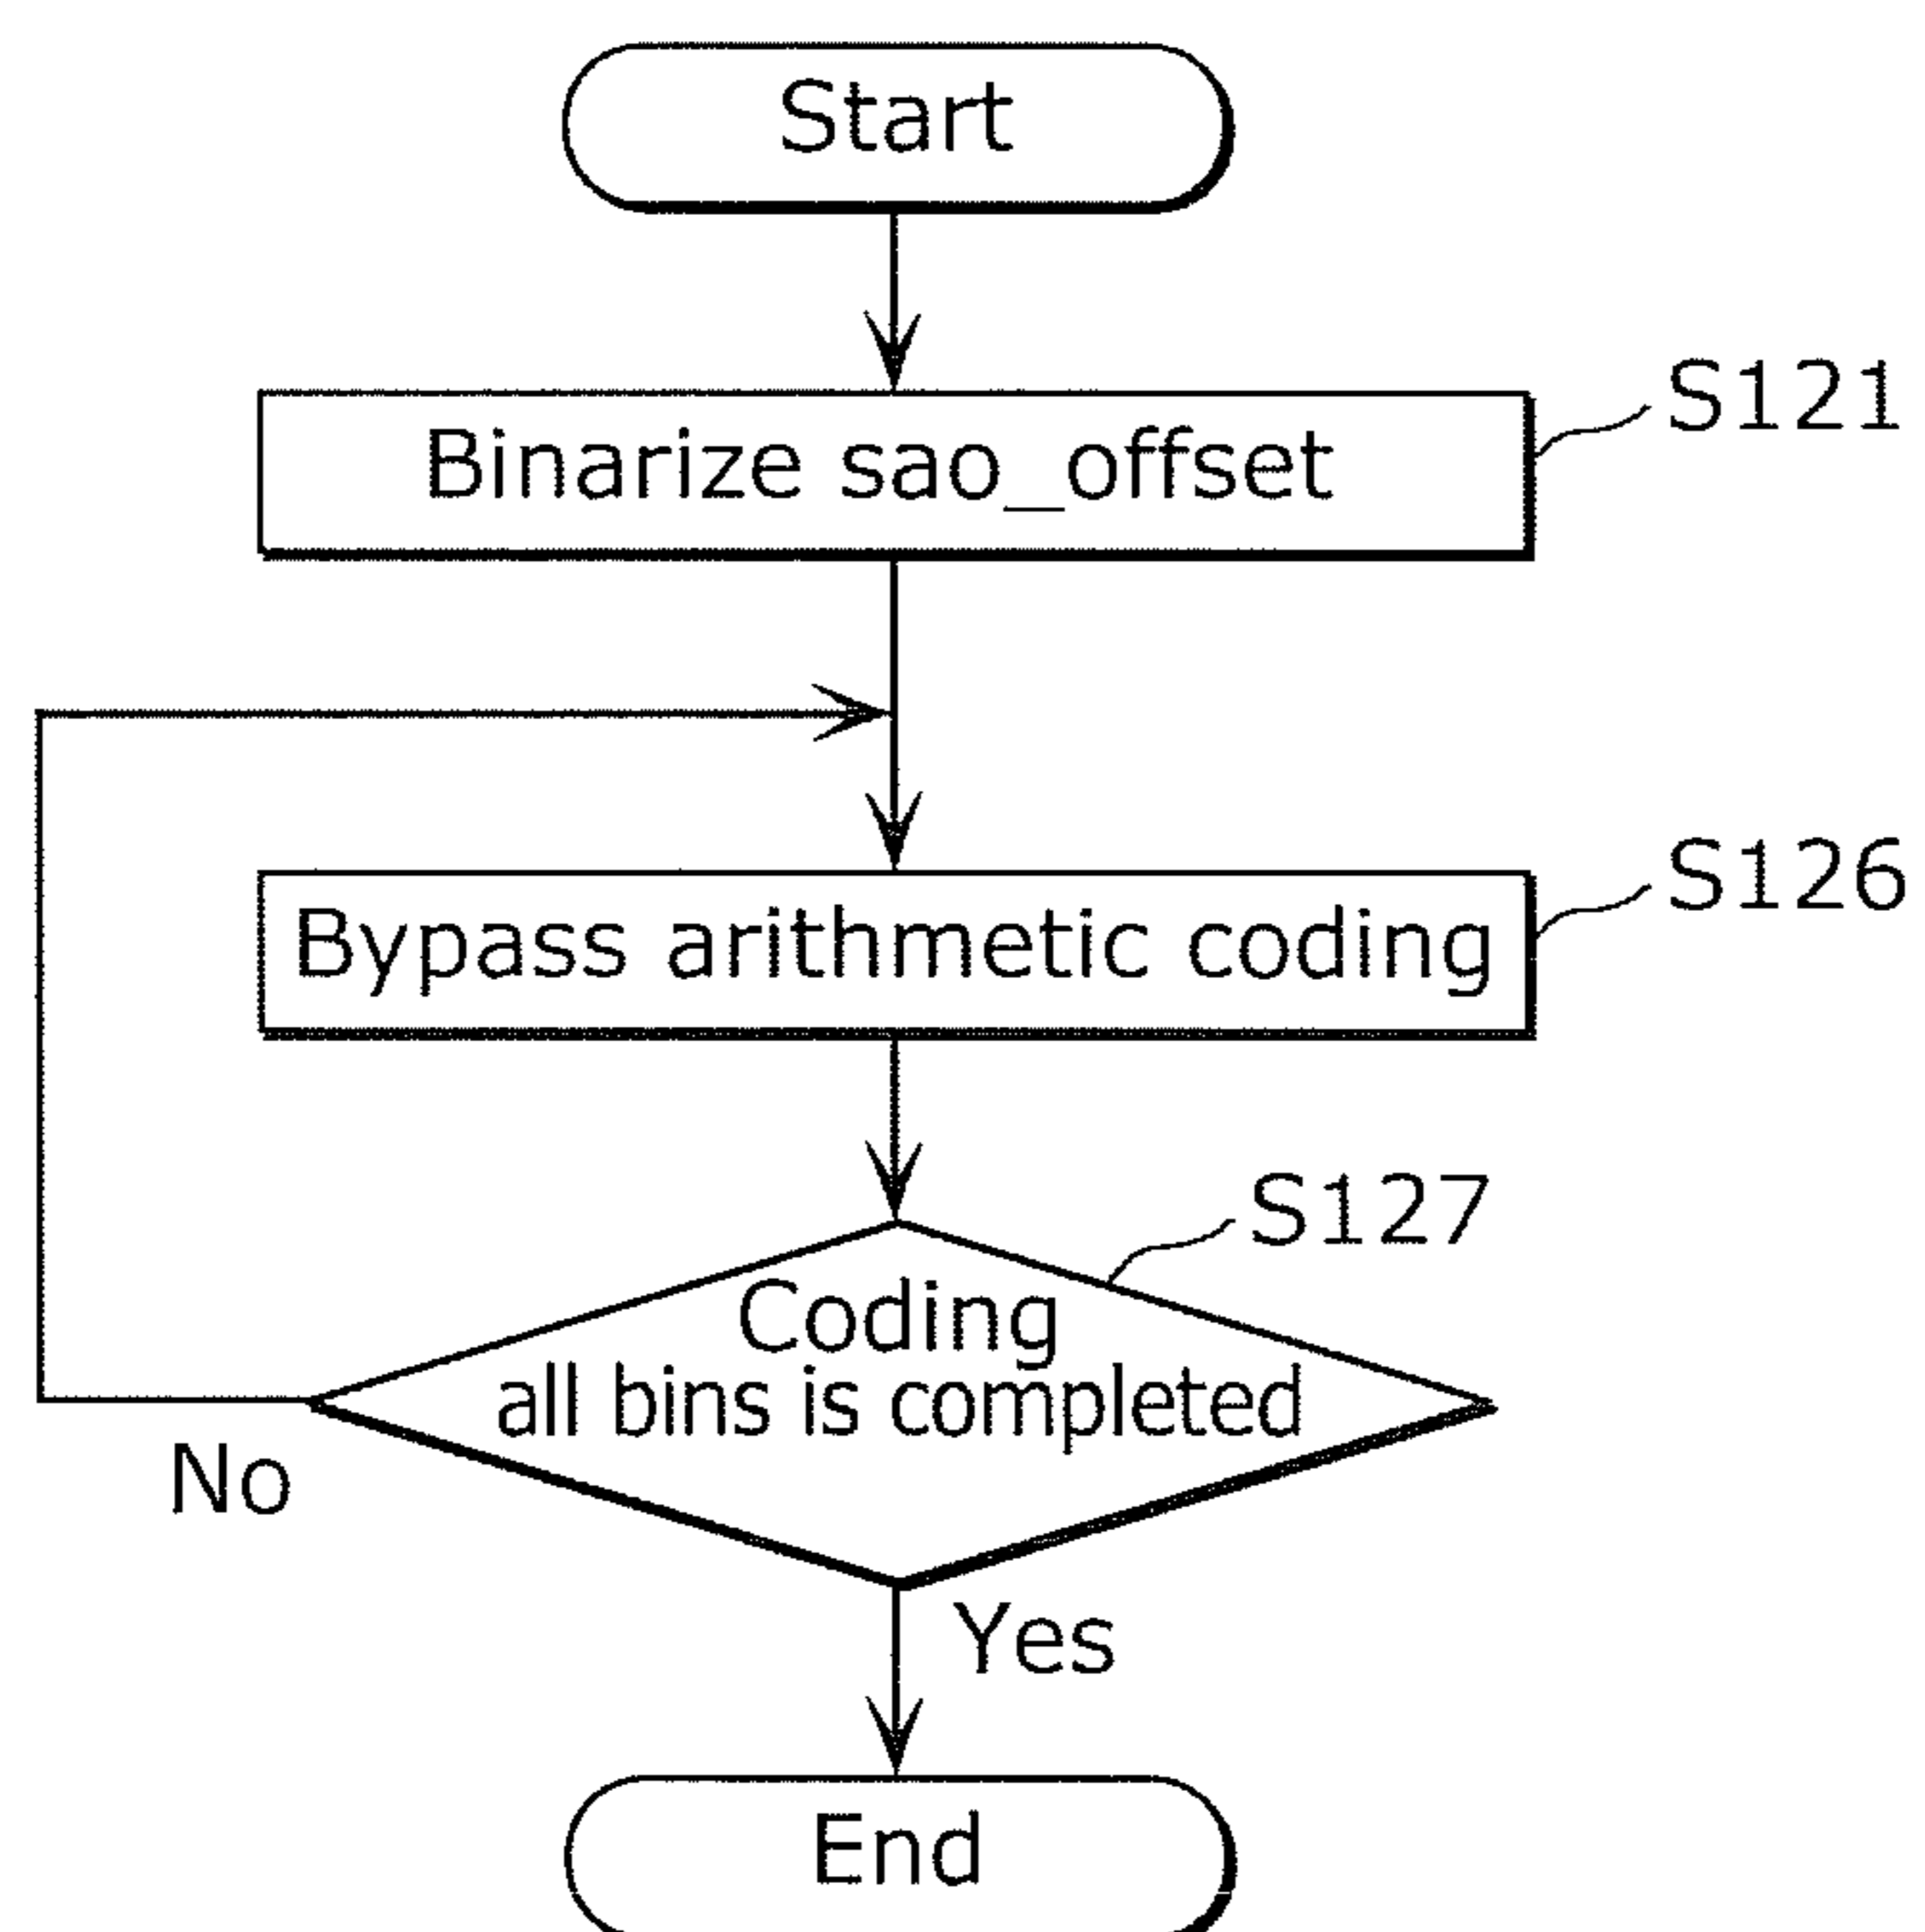 Start
S121
Binarize sao_offset
S126
Bypass arithmetic coding
S127
Coding
all bins is completed
No
Yes
End